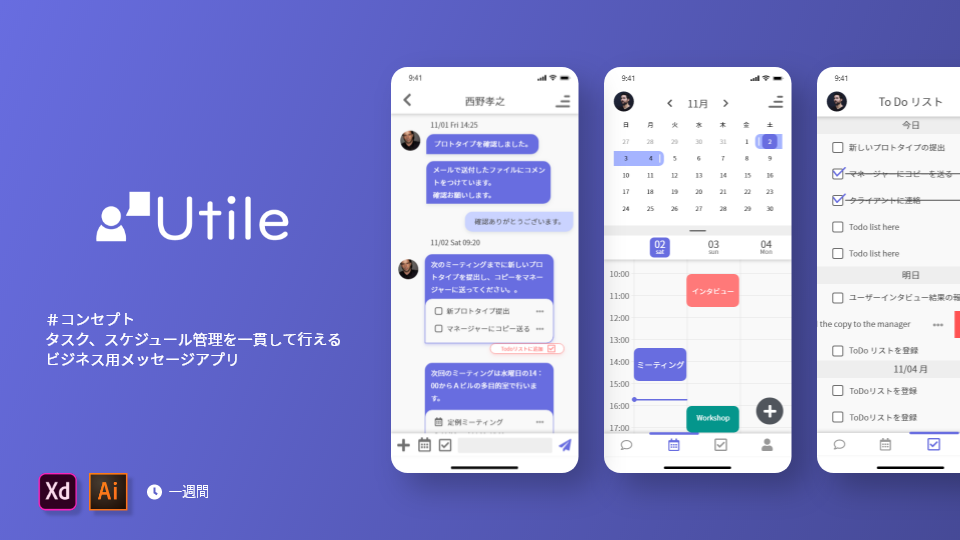 Utile
＃コンセプト
タスク、スケジュール管理を一貫して行える
ビジネス用メッセージアプリ
Xd
Ai
一週間
9:41
西野孝之
11/01 Fri 14:25
プロトタイプを確認しました。
メールで送付したファイルにコメン
トをつけています。
確認お願いします。
確認ありがとうございます。
11/02 Sat 09:20
次のミーティングまでに新しいプロ
トタイプを提出し、コピーをマネー
ジャーに送ってください。。
新プロトタイプ提出
マネージャーにコピー送る
Todoリストに追加
次回のミーティングは水曜日の14：
00からAビルの多目的室で行いま
す。
定例ミーティング
9:41
11月
日 月 火 水 木 金 土
27 28 29 30 31 1 2
3 4 5 6 7 8 9
10 11 12 13 14 15 16
17 18 19 20 21 22 23
24 25 26 27 28 29 30
02 03 04
sat sun Mon
10:00
インタビュー
11:00
12:00
13:00
14:00
ミーティング
15:00
16:00
Workshop
17:00
9:41
To Do リスト
今日
新しいプロトタイプの提出
マネージャーにコピーを送る
クライアントに連絡
Todo list here
Todo list here
明日
ユーザーインタビュー結果の報
the copy to the manager
ToDo リストを登録
11/04 月
ToDoリストを登録
ToDoリストを登録